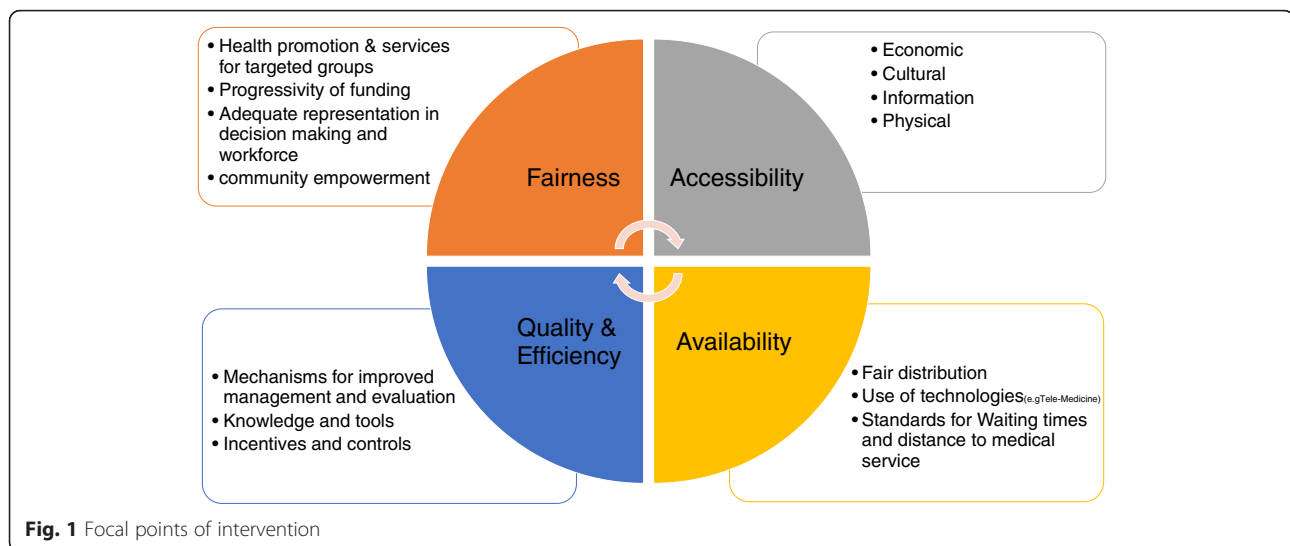 • Health promotion & services
for targeted groups
• Progressivity of funding
• Adequate representation in
decision making and
workforce
• community empowerment
Fairness
Accessibility
• Economic
• Cultural
• Information
• Physical
Quality &
Efficiency
• Mechanisms for improved
management and evaluation
• Knowledge and tools
• Incentives and controls
Availability
• Fair distribution
• Use of technologies(e.gTele-Medicine)
• Standards for Waiting times
and distance to medical
service
Fig. 1 Focal points of intervention